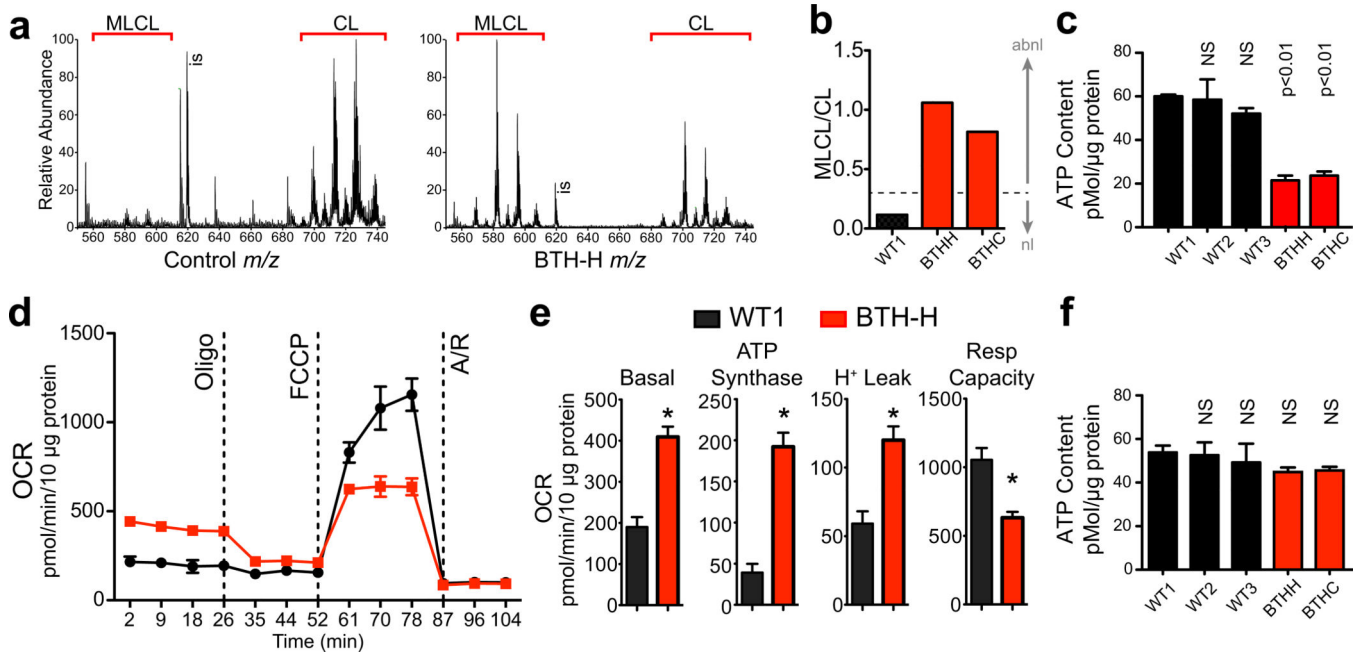 a
MLCL
CL
MLCL
CL
Relative Abundance
100
80
60
40
20
0
is
560 580 600 620 640 660 680 700 720 740
Control m/z
100
80
60
40
20
0
is
560 580 600 620 640 660 680 700 720 740
BTH-H m/z
b
MLCL/CL
1.5
1.0
0.5
0.0
abnl
nl
WT1
BTHH
BTHC
c
ATP Content
pMol/µg protein
80
60
40
20
0
NS
NS
p<0.01
p<0.01
WT1
WT2
WT3
BTHH
BTHC
d
OCR
pmol/min/10 µg protein
1500
1000
500
0
Oligo
FCCP
A/R
2 9 18 26 35 44 52 61 70 78 87 96 104
Time (min)
e
WT1
BTH-H
OCR
pmol/min/10 µg protein
Basal
500
400
300
200
100
0
*
ATP
Synthase
250
200
150
100
50
0
*
H+ Leak
150
100
50
0
*
Resp
Capacity
1500
1000
500
0
*
f
ATP Content
pMol/µg protein
80
60
40
20
0
NS
NS
NS
NS
WT1
WT2
WT3
BTHH
BTHC